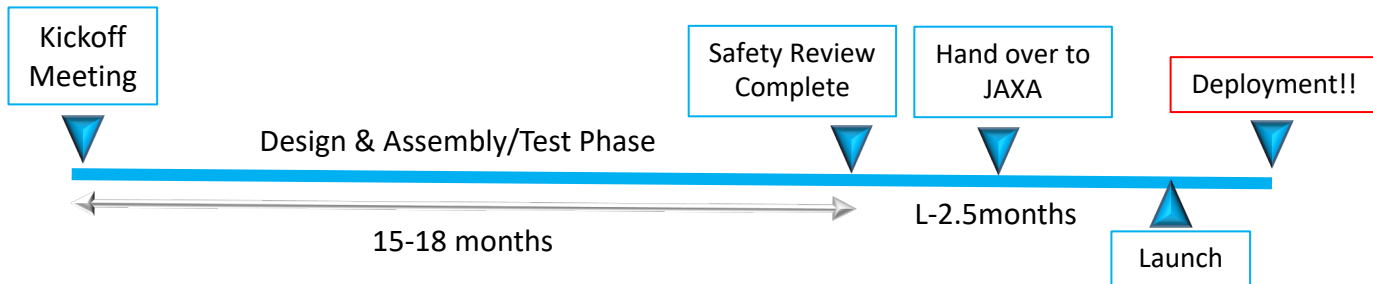 Kickoff
Meeting
Safety Review
Complete
Hand over to
JAXA
Deployment!!
Design & Assembly/Test Phase
L-2.5months
15-18 months
Launch